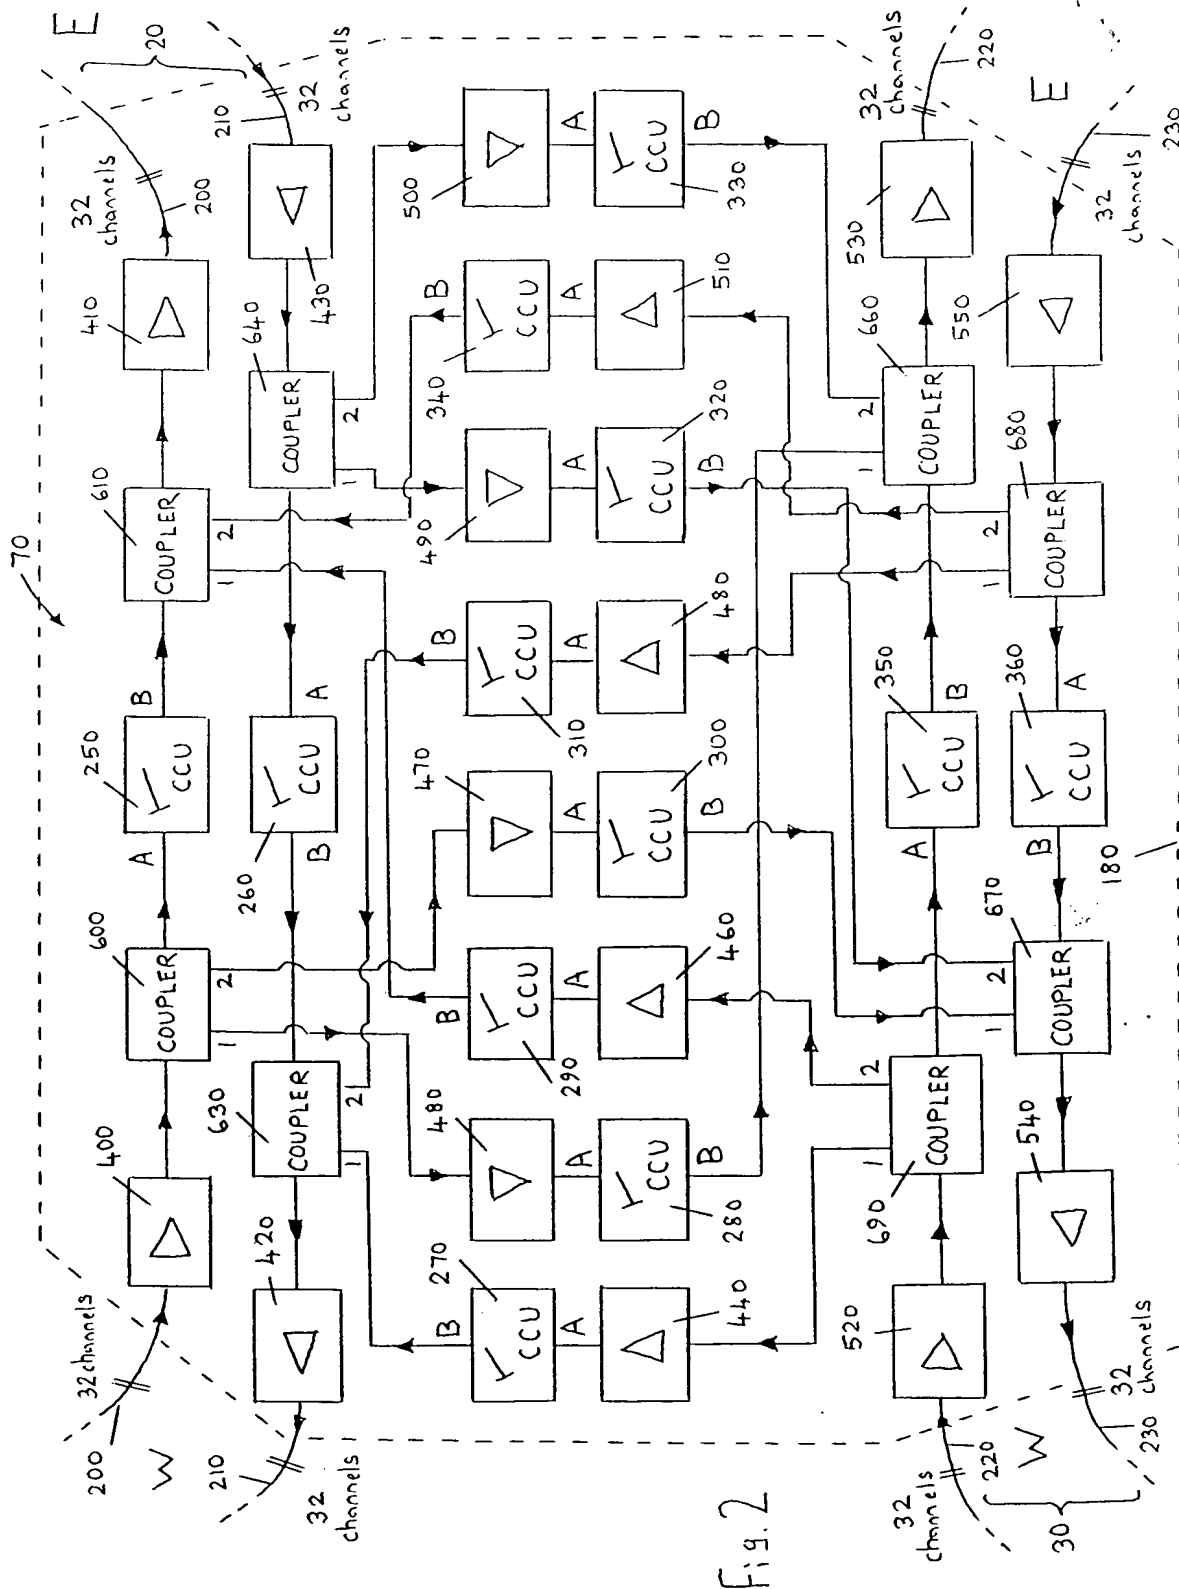 70
E
20
32channels
200
400
600
250
610
410
32
channels
200
W
COUPLER
A
CCU
B
COUPLER
1
2
1
2
210
630
260
640
210
420
COUPLER
B
CCU
A
COUPLER
430
32
channels
32
channels
1
2
1
2
270
480
B
470
B
340
B
500
B
490
CCU
CCU
CCU
CCU
290
310
A
A
A
A
A
A
A
A
CCU
CCU
CCU
CCU
440
280
460
300
480
320
510
330
B
B
B
B
520
690
1
2
A
350
1
2
660
530
32
channels
32
channels
COUPLER
CCU
B
COUPLER
220
220
W
540
670
B
360
680
550
E
1
2
1
2
30
COUPLER
CCU
A
COUPLER
32
channels
32
channels
230
180
230
Fig. 2